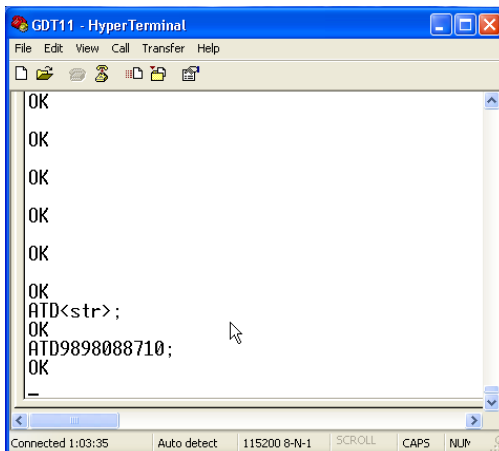 GDT11 - HyperTerminal
File Edit View Call Transfer Help
OK
OK
OK
OK
OK
OK
ATD<str>;
OK
ATD9898088710;
OK
_
Connected 1:03:35 Auto detect 115200 8-N-1 SCROLL CAPS NUM